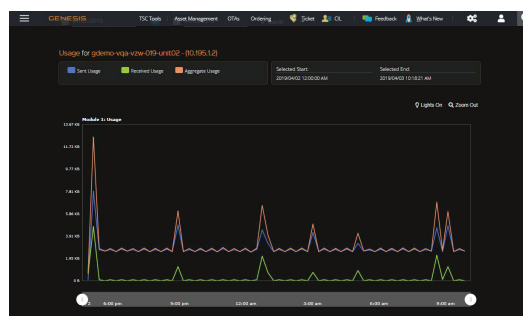 GENESIS TSC Tools Asset Management OTAs Ordering Ticket CIL Feedback What's New
Usage for gdemo-vqa-vzw-019-unit02 - (10.195.1.2)
Sent Usage Received Usage Aggregate Usage
Selected Start: Selected End:
2019/04/02 12:00:00 AM 2019/04/03 10:18:21 AM
Lights On Zoom Out
Module 1: Usage
13.67 KB
11.72 KB
9.77 KB
7.81 KB
5.86 KB
3.91 KB
1.95 KB
0 B
2 6:00 pm 9:00 pm 12:00 am 3:00 am 6:00 am 9:00 am